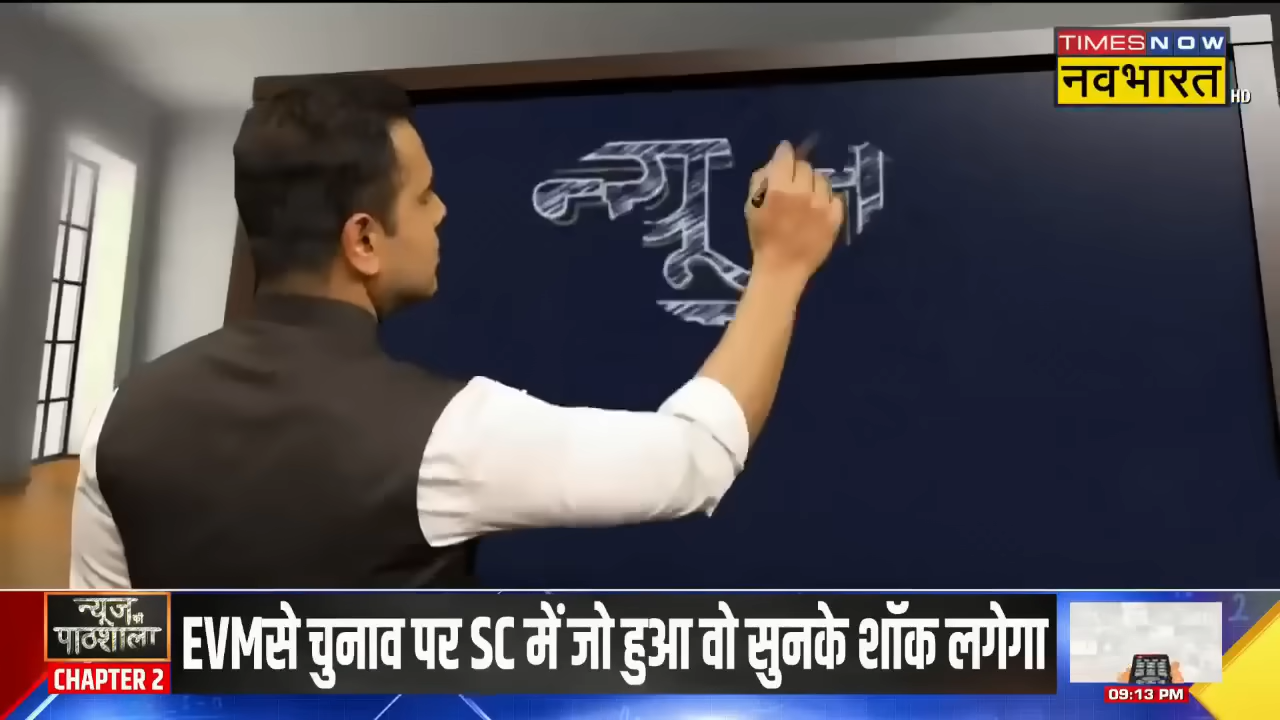 TIMES NOW
नवभारत
HD
न्यू
न्यूज़ की
पाठशाला
CHAPTER 2
EVMसे चुनाव पर SC में जो हुआ वो सुनके शॉक लगेगा
09:13 PM